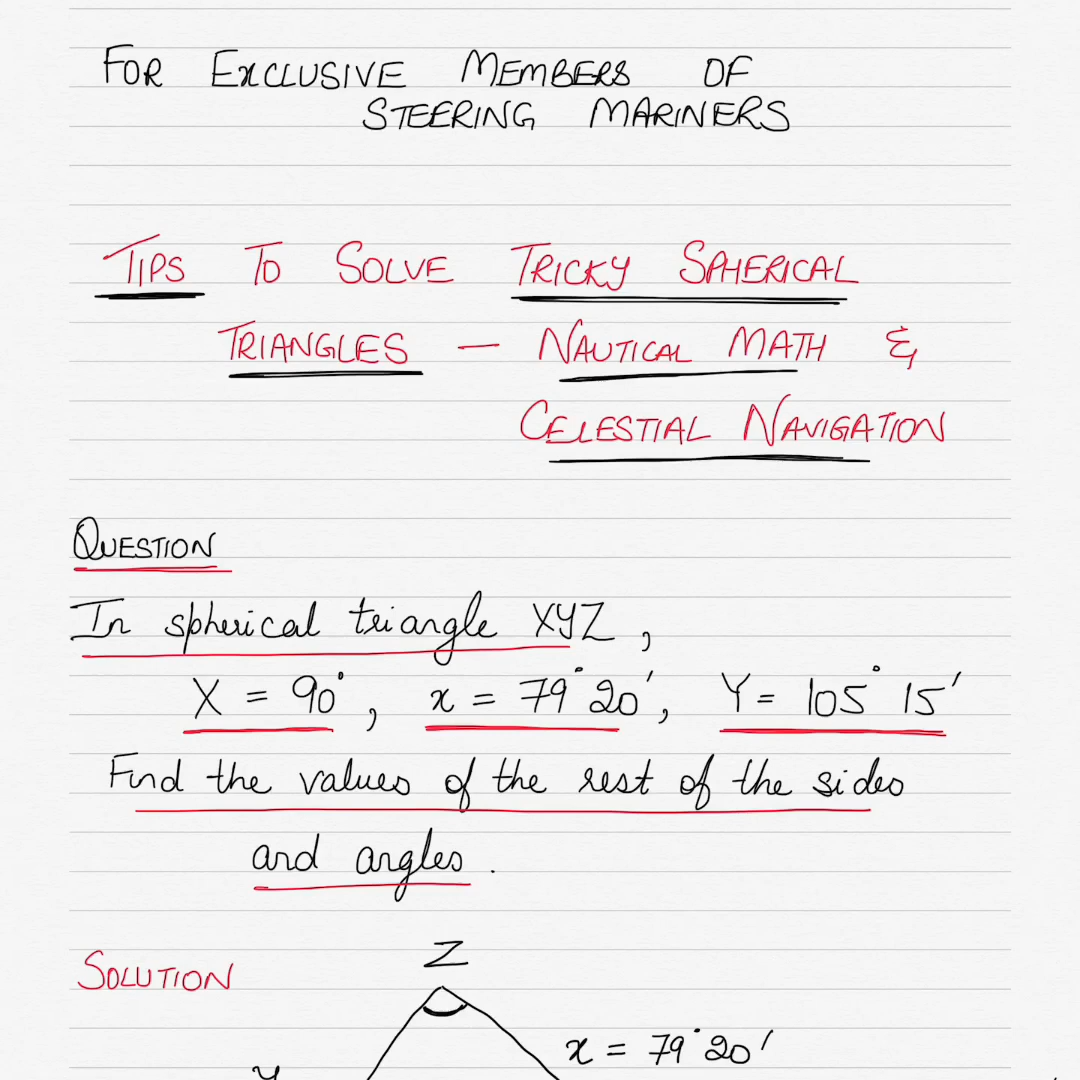 FOR EXCLUSIVE MEMBERS OF
STEERING MARINERS
TIPS TO SOLVE TRICKY SPHERICAL
TRIANGLES — NAUTICAL MATH &
CELESTIAL NAVIGATION
QUESTION
In spherical triangle XYZ,
X = 90°, x = 79°20', Y = 105°15'
Find the values of the rest of the sides
and angles.
SOLUTION
Z
x = 79°20'
y